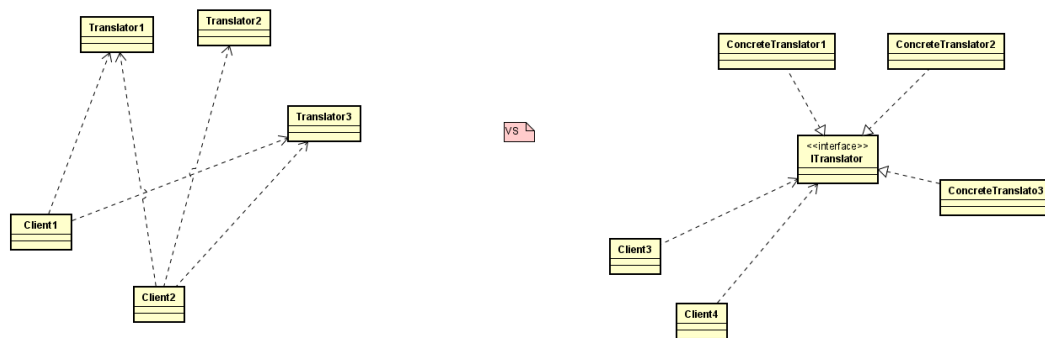 Translator1
Translator2
Translator3
Client1
Client2
VS
ConcreteTranslator1
ConcreteTranslator2
<<interface>>
ITranslator
ConcreteTranslato3
Client3
Client4